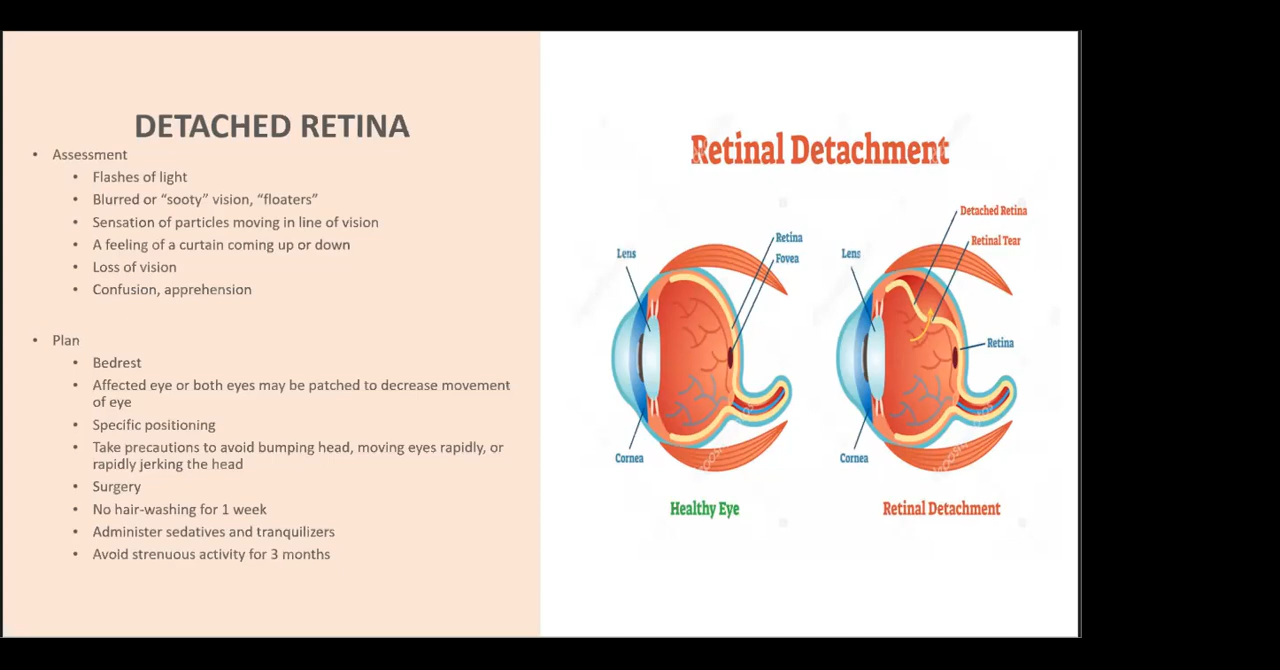 DETACHED RETINA
• Assessment
• Flashes of light
• Blurred or “sooty” vision, “floaters”
• Sensation of particles moving in line of vision
• A feeling of a curtain coming up or down
• Loss of vision
• Confusion, apprehension
• Plan
• Bedrest
• Affected eye or both eyes may be patched to decrease movement
of eye
• Specific positioning
• Take precautions to avoid bumping head, moving eyes rapidly, or
rapidly jerking the head
• Surgery
• No hair-washing for 1 week
• Administer sedatives and tranquilizers
• Avoid strenuous activity for 3 months
Retinal Detachment
Lens
Retina
Fovea
Cornea
Healthy Eye
Detached Retina
Retinal Tear
Lens
Retina
Cornea
Retinal Detachment